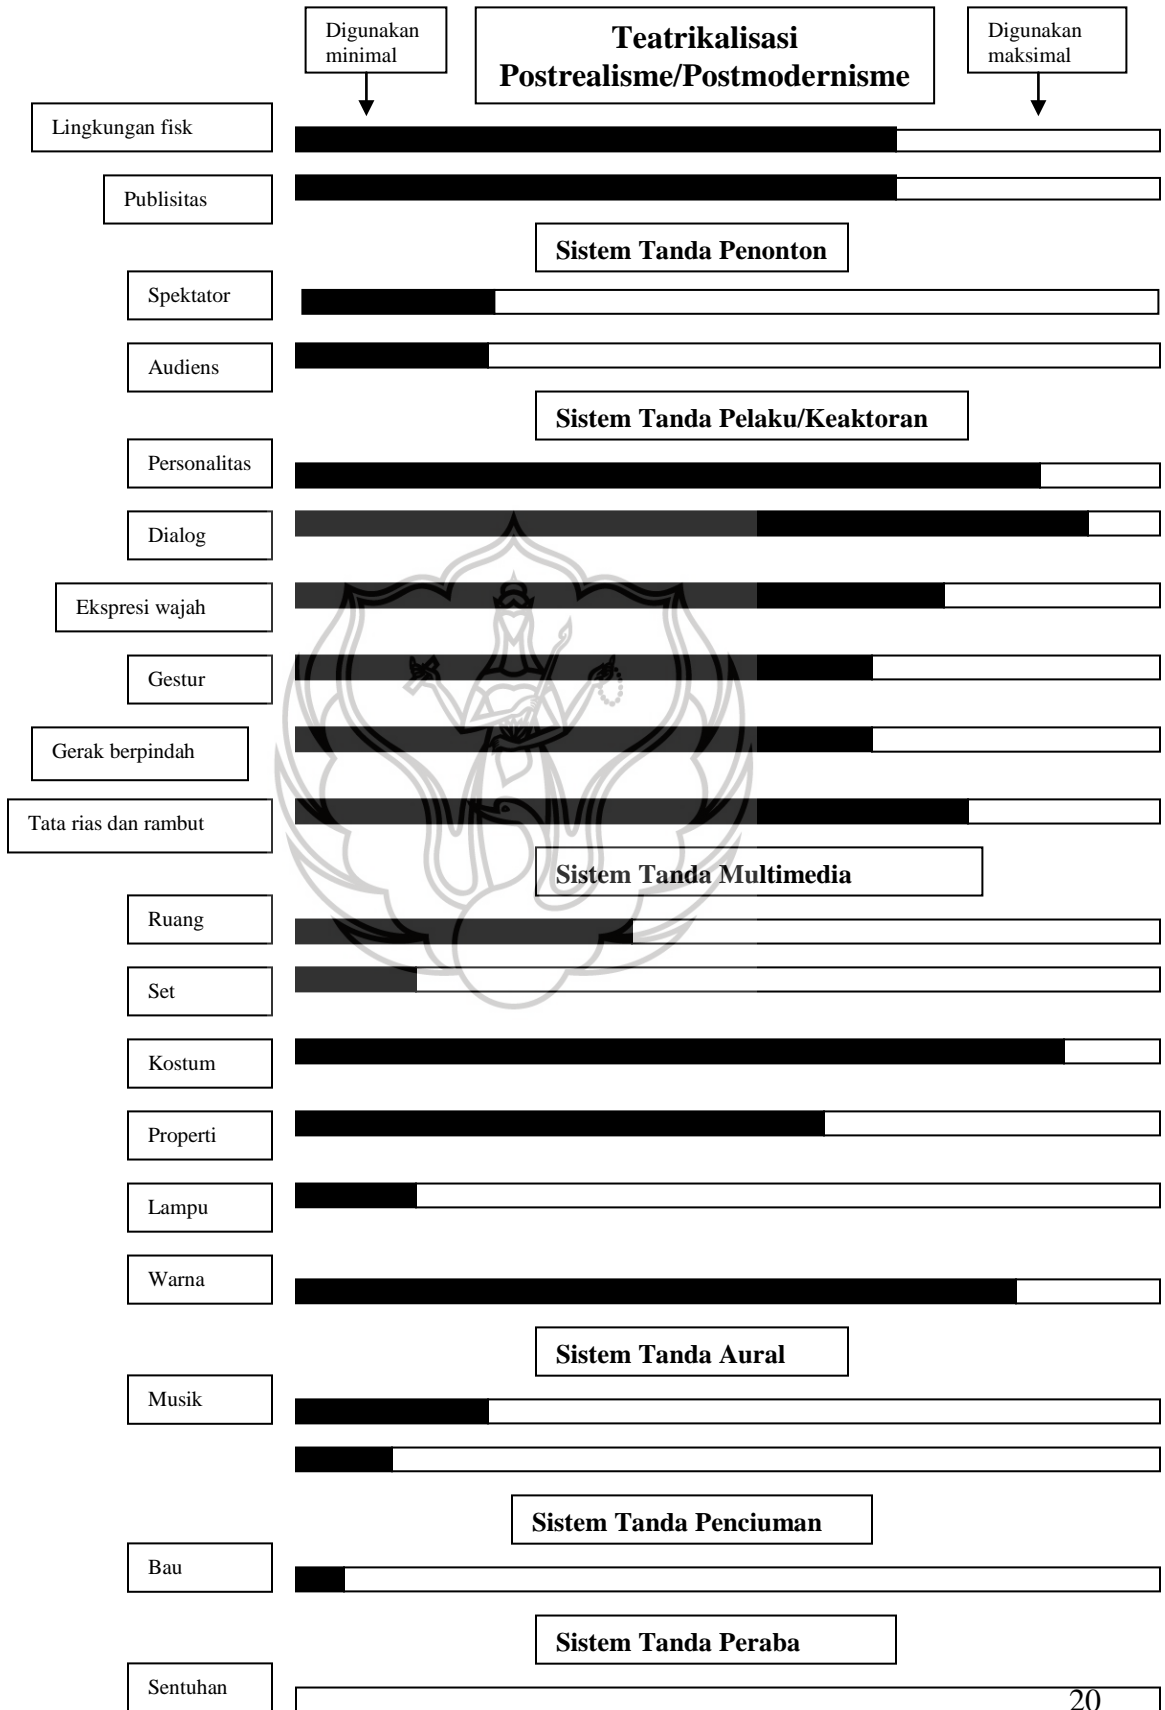 Digunakan
minimal
Teatrikalisasi
Postrealisme/Postmodernisme
Digunakan
maksimal
Lingkungan fisk
Publisitas
Sistem Tanda Penonton
Spektator
Audiens
Sistem Tanda Pelaku/Keaktoran
Personalitas
Dialog
Ekspresi wajah
Gestur
Gerak berpindah
Tata rias dan rambut
Sistem Tanda Multimedia
Ruang
Set
Kostum
Properti
Lampu
Warna
Sistem Tanda Aural
Musik
Sistem Tanda Penciuman
Bau
Sistem Tanda Peraba
Sentuhan
20